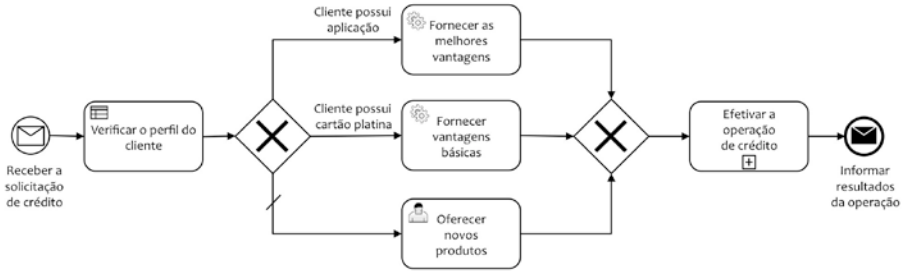 Cliente possui
aplicação
Fornecer as
melhores
vantagens
Receber a
solicitação
de crédito
Verificar o perfil do
cliente
Cliente possui
cartão platina
Fornecer
vantagens
básicas
Oferecer
novos
produtos
Efetivar a
operação
de crédito
Informar
resultados
da operação